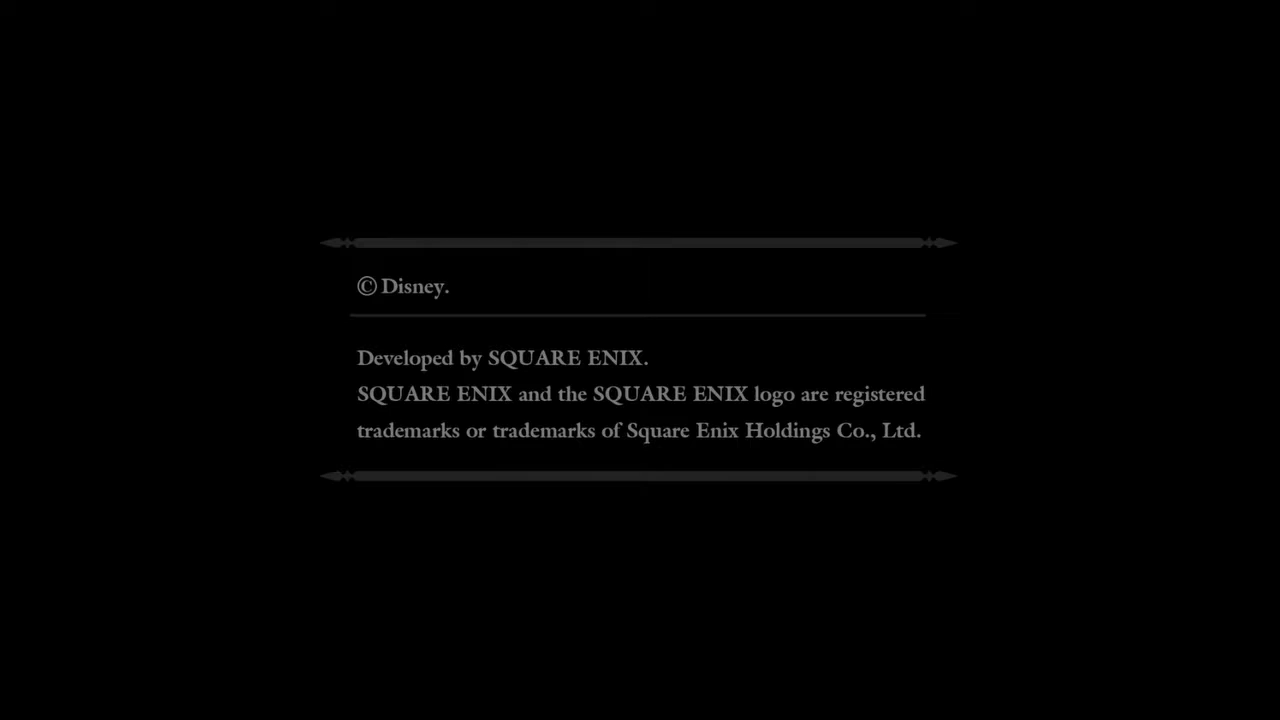 © Disney.
Developed by SQUARE ENIX.
SQUARE ENIX and the SQUARE ENIX logo are registered
trademarks or trademarks of Square Enix Holdings Co., Ltd.